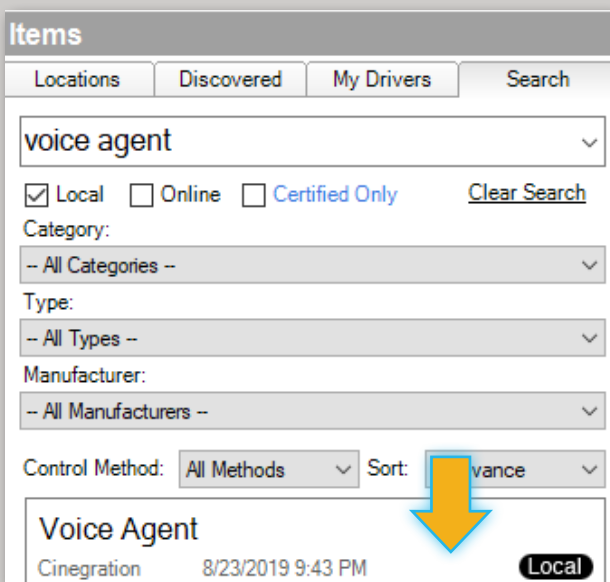 Items
Locations Discovered My Drivers Search
voice agent
Local Online Certified Only Clear Search
Category:
-- All Categories --
Type:
-- All Types --
Manufacturer:
-- All Manufacturers --
Control Method: All Methods Sort: vance
Voice Agent
Cinegration 8/23/2019 9:43 PM Local